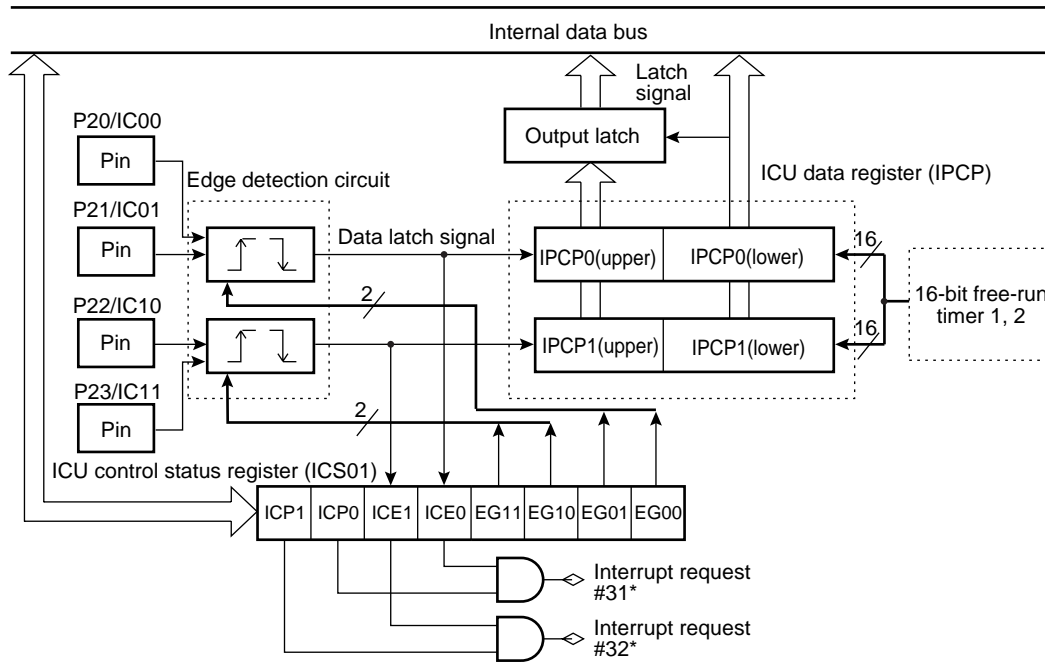 Internal data bus
Latch
signal
P20/IC00
Output latch
Pin
Edge detection circuit
ICU data register (IPCP)
P21/IC01
Data latch signal
16
Pin
IPCP0(upper)
IPCP0(lower)
2
16-bit free-run
timer 1, 2
P22/IC10
16
Pin
IPCP1(upper)
IPCP1(lower)
P23/IC11
2
Pin
ICU control status register (ICS01)
ICP1 ICP0 ICE1 ICE0 EG11 EG10 EG01 EG00
Interrupt request
#31*
Interrupt request
#32*